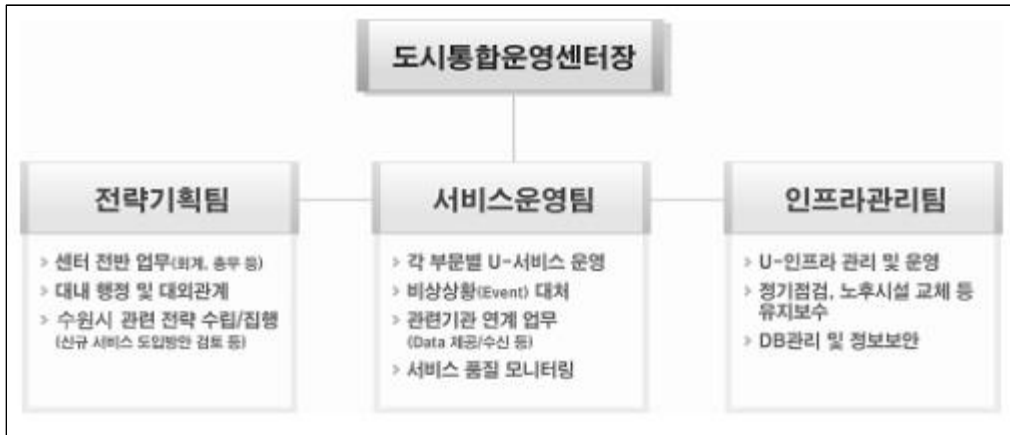 도시통합운영센터장
전략기획팀
> 센터 전반 업무(회계, 총무 등)
> 대내 행정 및 대외관계
> 수원시 관련 전략 수립/집행
(신규 서비스 도입방안 검토 등)
서비스운영팀
> 각 부문별 U-서비스 운영
> 비상상황(Event) 대처
> 관련기관 연계 업무
(Data 제공/수신 등)
> 서비스 품질 모니터링
인프라관리팀
> U-인프라 관리 및 운영
> 정기점검, 노후시설 교체 등
유지보수
> DB관리 및 정보보안